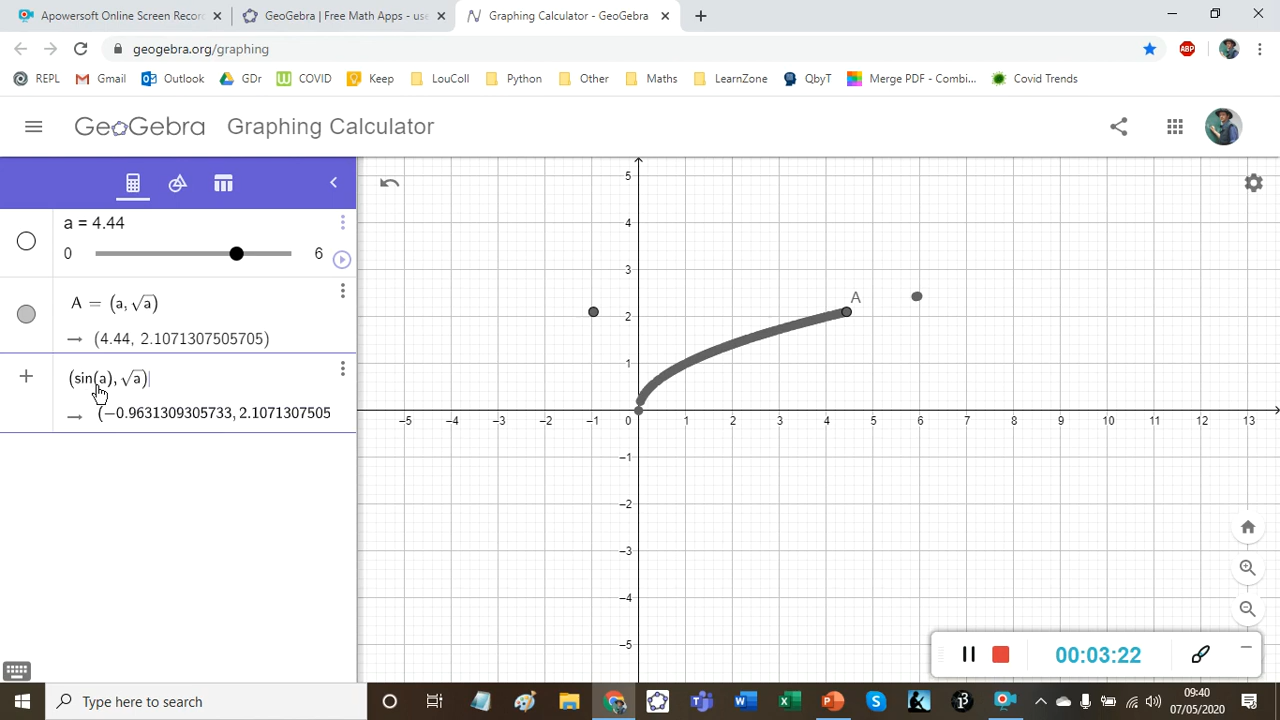 Apowersoft Online Screen Recor
GeoGebra | Free Math Apps - use
Graphing Calculator - GeoGebra
geogebra.org/graphing
ABP
REPL
Gmail
Outlook
GDr
COVID
Keep
LouColl
Python
Other
Maths
LearnZone
QbyT
Merge PDF - Combi...
Covid Trends
GeoGebra Graphing Calculator
a = 4.44
0
6
A = (a, √a)
→ (4.44, 2.1071307505705)
(sin(a), √a)
→ (−0.9631309305733, 2.1071307505
A
5
4
3
2
1
−5 −4 −3 −2 −1 0 1 2 3 4 5 6 7 8 9 10 11 12 13
−1
−2
−3
−4
−5
00:03:22
Type here to search
09:40
07/05/2020